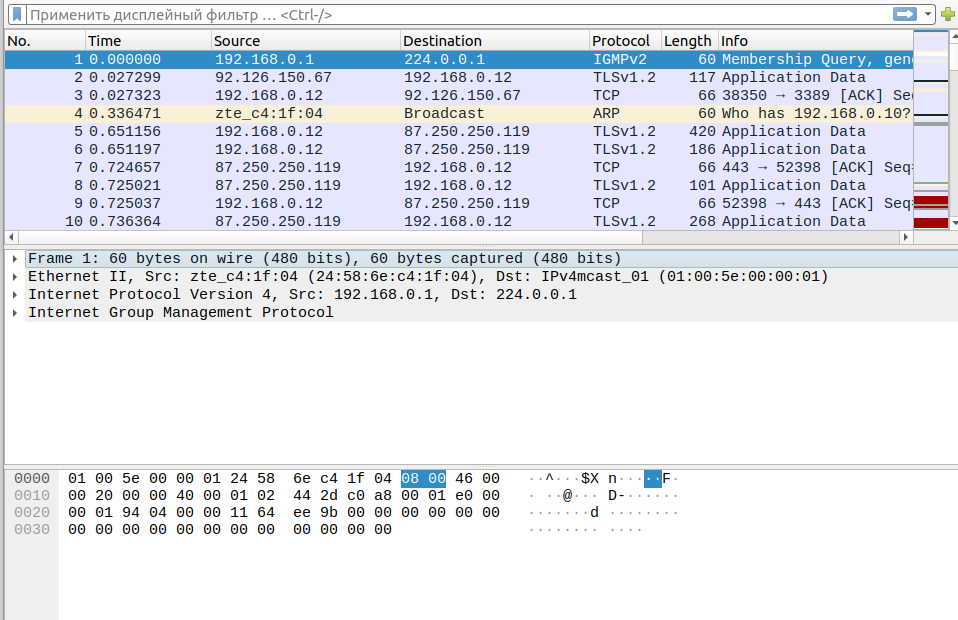 Применить дисплейный фильтр … <Ctrl-/>
No. Time Source Destination Protocol Length Info
1 0.000000 192.168.0.1 224.0.0.1 IGMPv2 60 Membership Query, gene
2 0.027299 92.126.150.67 192.168.0.12 TLSv1.2 117 Application Data
3 0.027323 192.168.0.12 92.126.150.67 TCP 66 38350 → 3389 [ACK] Seq
4 0.336471 zte_c4:1f:04 Broadcast ARP 60 Who has 192.168.0.10?
5 0.651156 192.168.0.12 87.250.250.119 TLSv1.2 420 Application Data
6 0.651197 192.168.0.12 87.250.250.119 TLSv1.2 186 Application Data
7 0.724657 87.250.250.119 192.168.0.12 TCP 66 443 → 52398 [ACK] Seq=
8 0.725021 87.250.250.119 192.168.0.12 TLSv1.2 101 Application Data
9 0.725037 192.168.0.12 87.250.250.119 TCP 66 52398 → 443 [ACK] Seq=
10 0.736364 87.250.250.119 192.168.0.12 TLSv1.2 268 Application Data
Frame 1: 60 bytes on wire (480 bits), 60 bytes captured (480 bits)
Ethernet II, Src: zte_c4:1f:04 (24:58:6e:c4:1f:04), Dst: IPv4mcast_01 (01:00:5e:00:00:01)
Internet Protocol Version 4, Src: 192.168.0.1, Dst: 224.0.0.1
Internet Group Management Protocol
0000 01 00 5e 00 00 01 24 58 6e c4 1f 04 08 00 46 00 ··^···$X n·····F·
0010 00 20 00 00 40 00 01 02 44 2d c0 a8 00 01 e0 00 · ··@··· D-······
0020 00 01 94 04 00 00 11 64 ee 9b 00 00 00 00 00 00 ·······d ········
0030 00 00 00 00 00 00 00 00 00 00 00 00 ········ ····